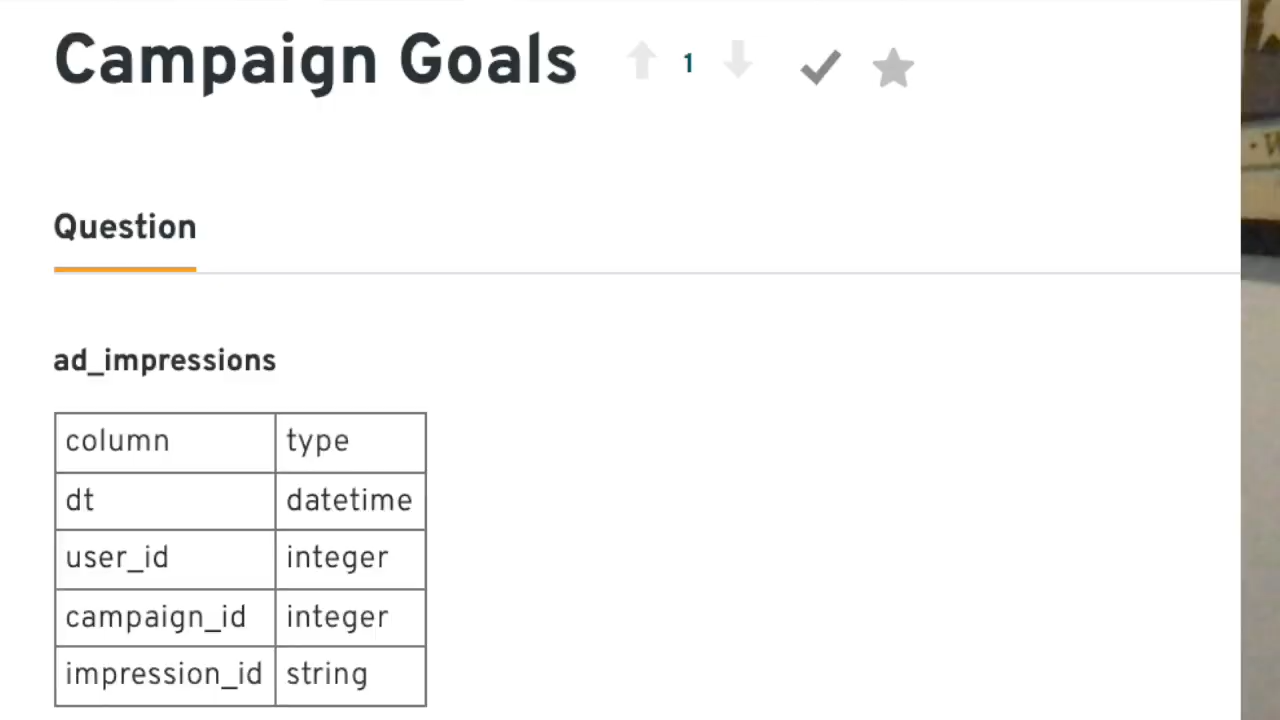 Campaign Goals 1
Question
ad_impressions
column type
dt datetime
user_id integer
campaign_id integer
impression_id string